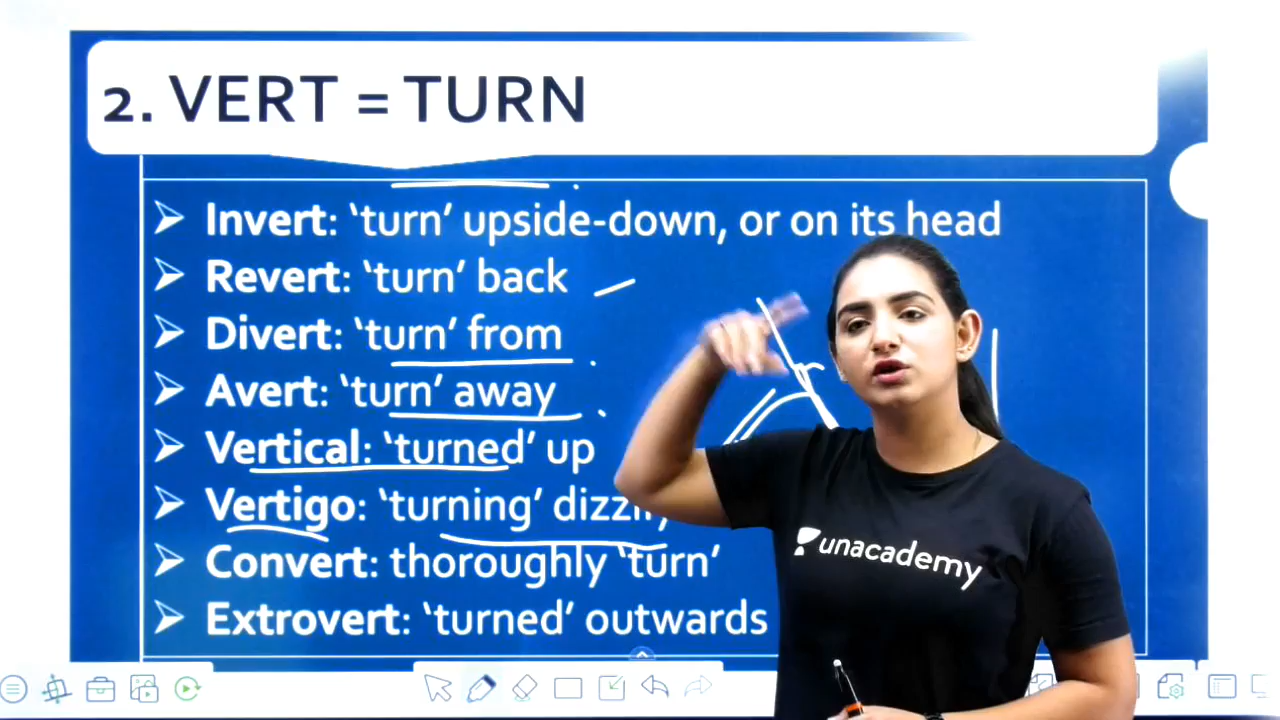 2. VERT = TURN
➢ Invert: ‘turn’ upside-down, or on its head
➢ Revert: ‘turn’ back
➢ Divert: ‘turn’ from
➢ Avert: ‘turn’ away
➢ Vertical: ‘turned’ up
➢ Vertigo: ‘turning’
➢ Convert: thoroughly ‘turn’
➢ Extrovert: ‘turned’ outwards
unacademy